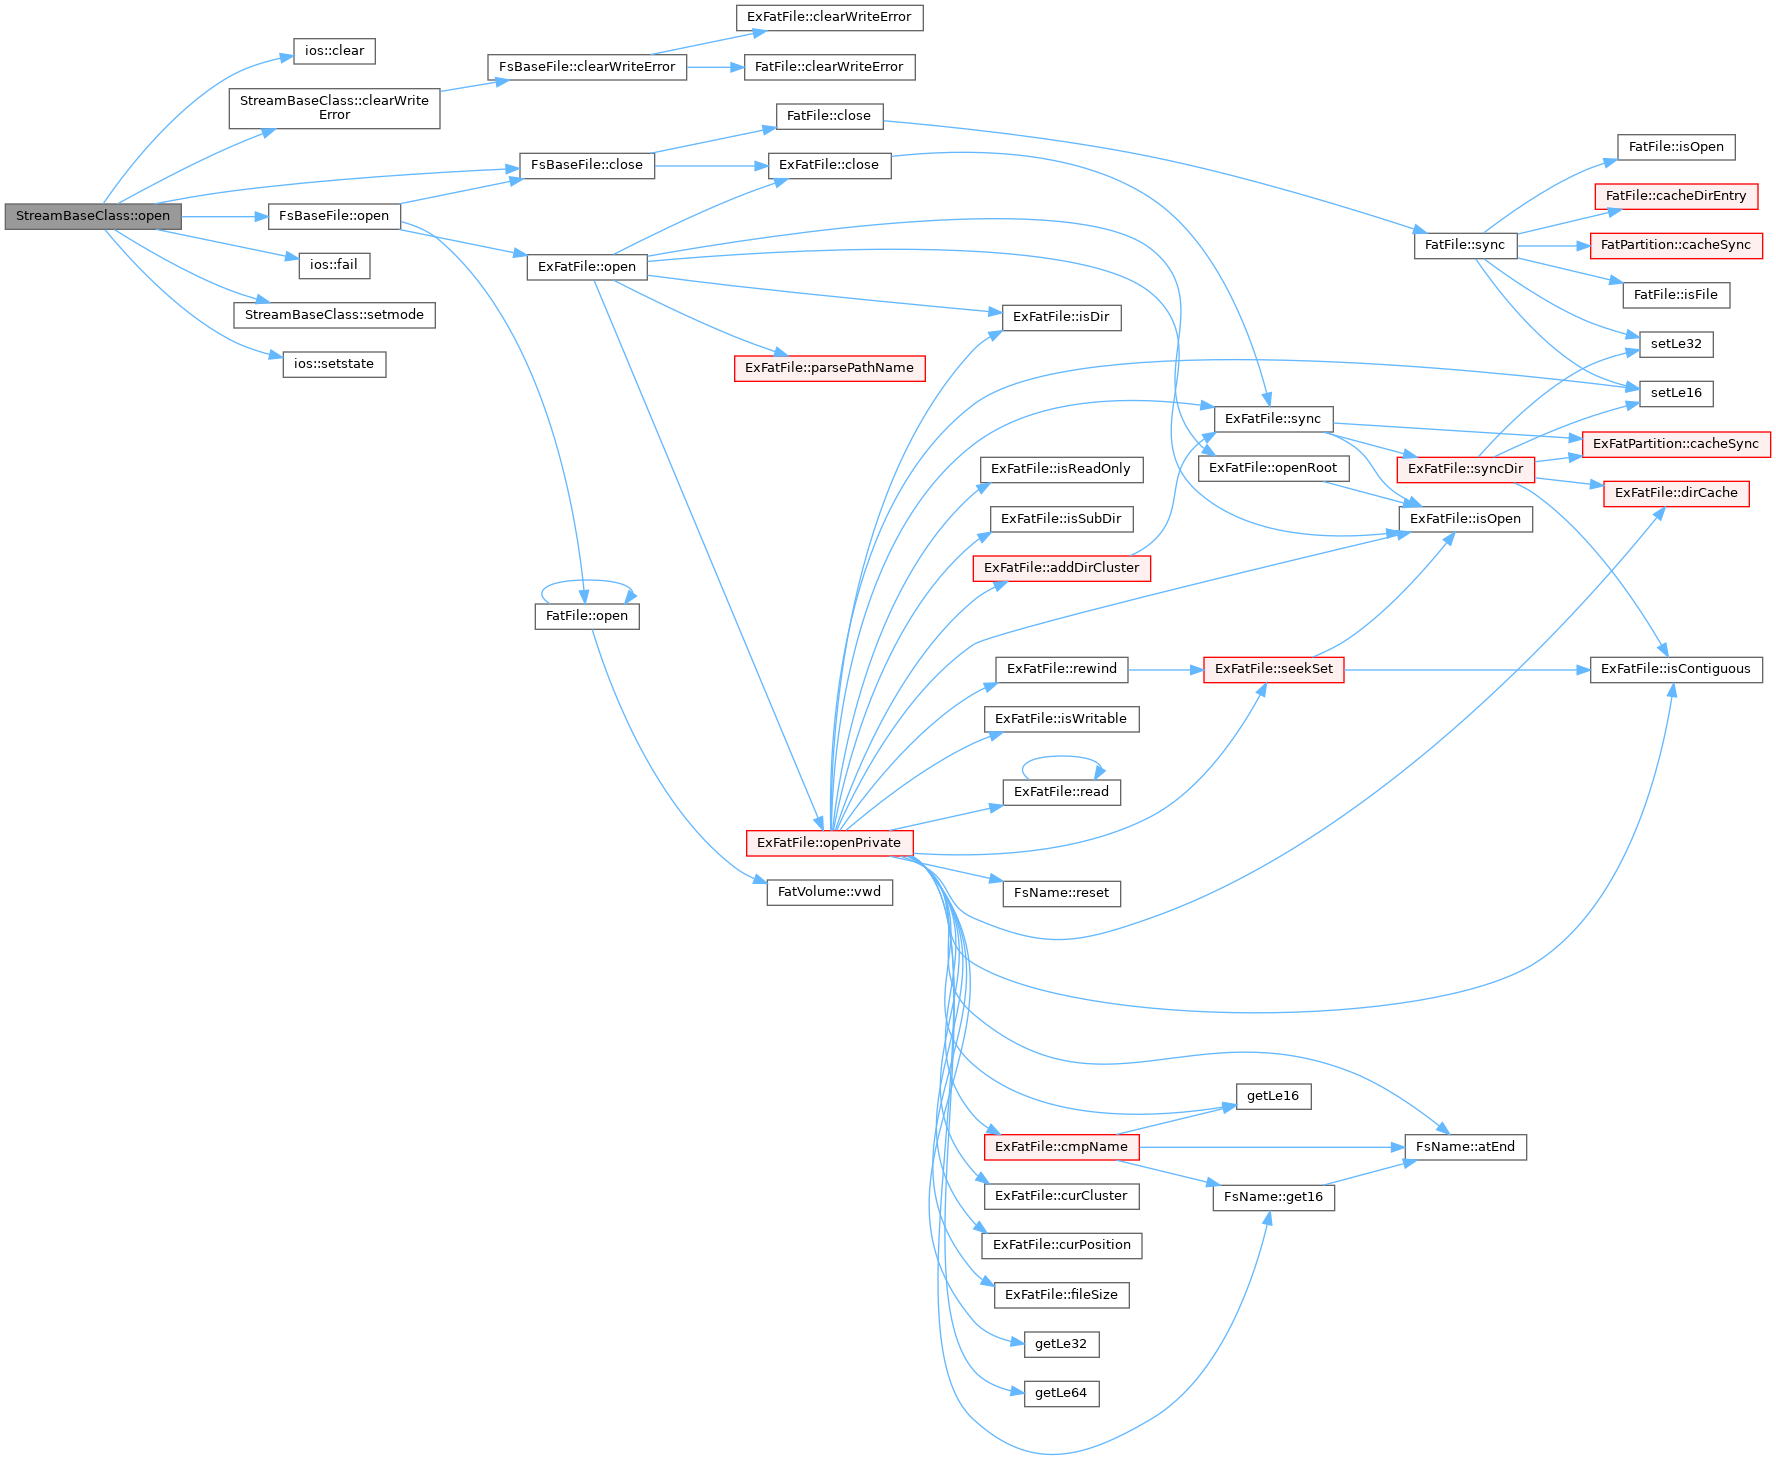 ExFatFile::clearWriteError
ios::clear
FsBaseFile::clearWriteError
FatFile::clearWriteError
StreamBaseClass::clearWrite
Error
FatFile::close
FatFile::isOpen
FsBaseFile::close
ExFatFile::close
FatFile::cacheDirEntry
StreamBaseClass::open
FsBaseFile::open
FatFile::sync
FatPartition::cacheSync
ios::fail
ExFatFile::open
FatFile::isFile
StreamBaseClass::setmode
ExFatFile::isDir
setLe32
ios::setstate
ExFatFile::parsePathName
setLe16
ExFatFile::sync
ExFatPartition::cacheSync
ExFatFile::isReadOnly
ExFatFile::openRoot
ExFatFile::syncDir
ExFatFile::dirCache
ExFatFile::isSubDir
ExFatFile::isOpen
ExFatFile::addDirCluster
FatFile::open
ExFatFile::rewind
ExFatFile::seekSet
ExFatFile::isContiguous
ExFatFile::isWritable
ExFatFile::read
ExFatFile::openPrivate
FatVolume::vwd
FsName::reset
getLe16
ExFatFile::cmpName
FsName::atEnd
ExFatFile::curCluster
FsName::get16
ExFatFile::curPosition
ExFatFile::fileSize
getLe32
getLe64